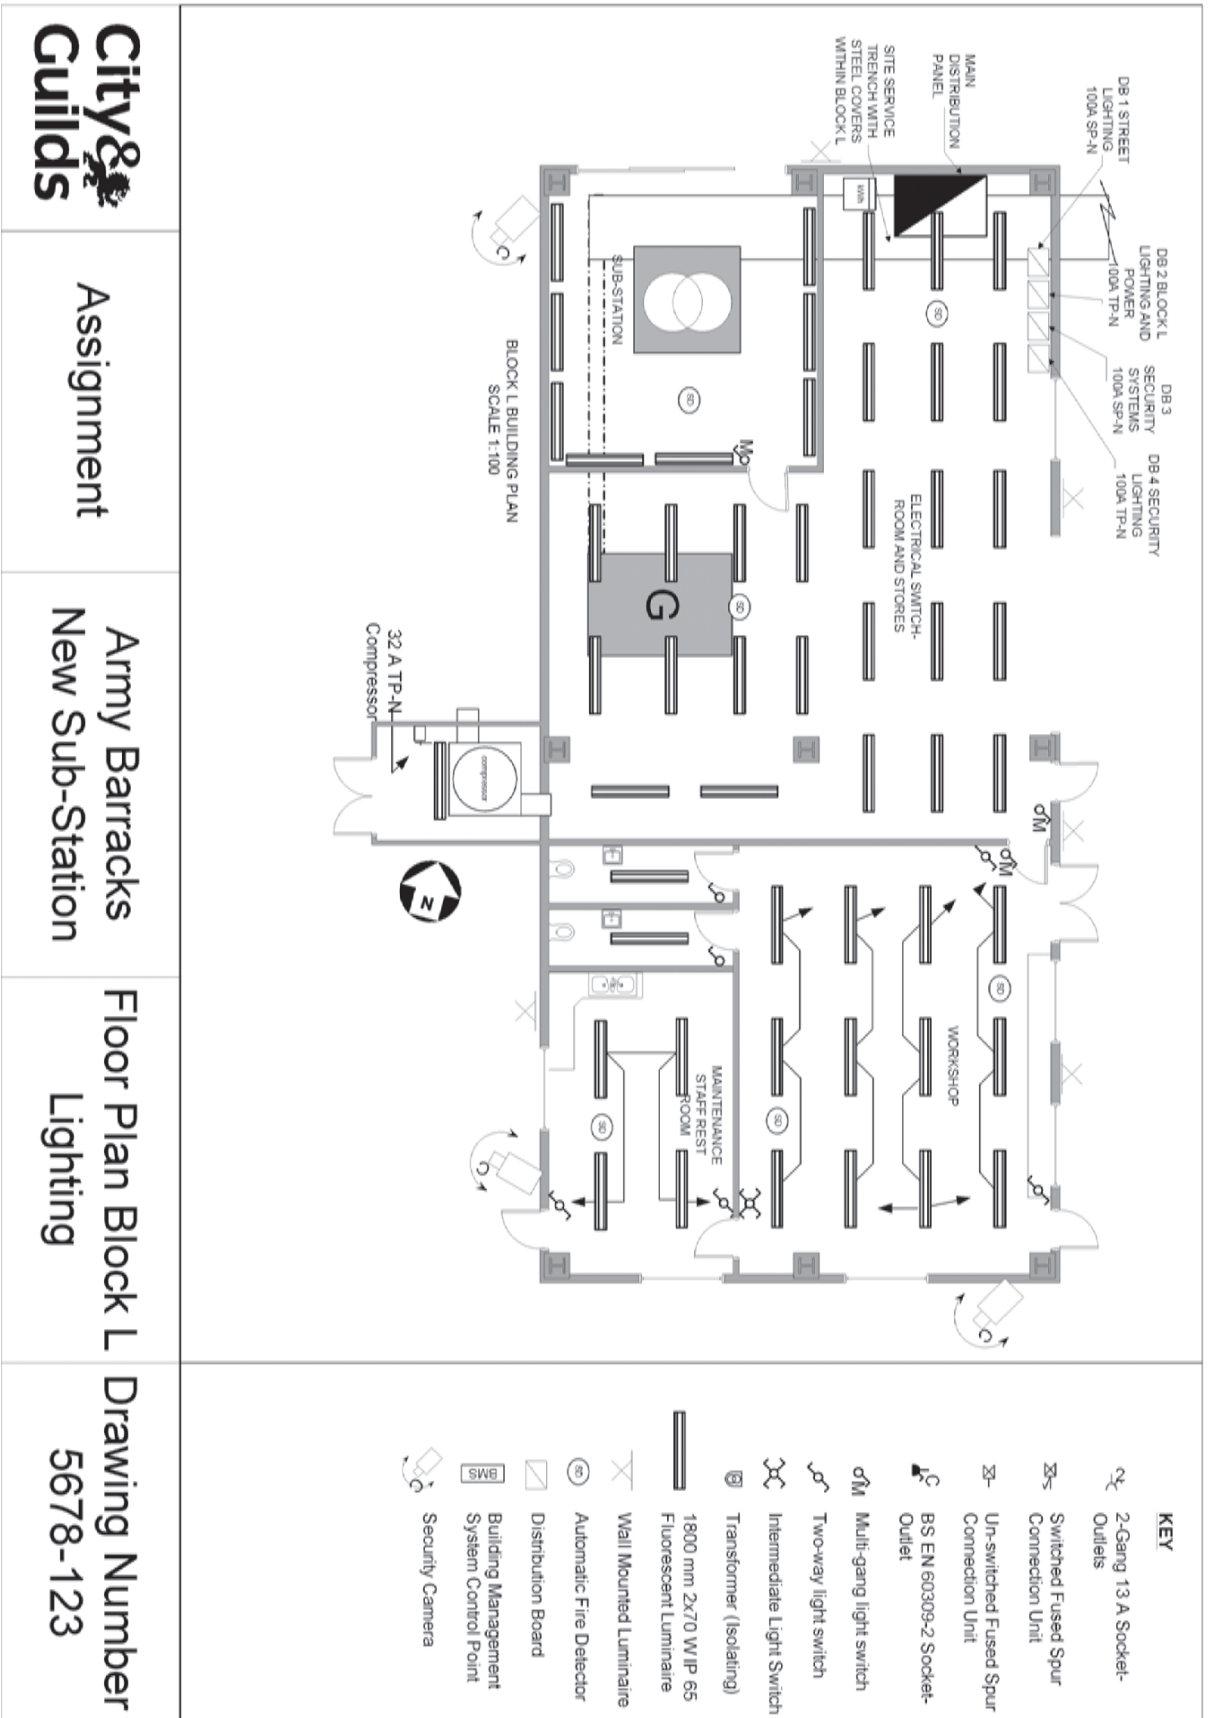 DB 1 STREET
LIGHTING
100A SP-N
DB 2 BLOCK L
LIGHTING AND
POWER
100A TP-N
DB 3
SECURITY
SYSTEMS
100A SP-N
DB 4 SECURITY
LIGHTING
100A TP-N
MAIN
DISTRIBUTION
PANEL
SITE SERVICE
TRENCH WITH
STEEL COVERS
WITHIN BLOCK L
kWh
SD
ELECTRICAL SWITCH-
ROOM AND STORES
SUB-STATION
SD
M
G
SD
M
M
SD
WORKSHOP
SD
MAINTENANCE
STAFF REST
ROOM
SD
C
C
C
BLOCK L BUILDING PLAN
SCALE 1:100
32 A TP-N
Compressor
compressor
N
KEY
2-Gang 13 A Socket-
Outlets
Switched Fused Spur
Connection Unit
Un-switched Fused Spur
Connection Unit
C
BS EN 60309-2 Socket-
Outlet
M
Multi-gang light switch
Two-way light switch
Intermediate Light Switch
Transformer (Isolating)
1800 mm 2x70 W IP 65
Fluorescent Luminaire
Wall Mounted Luminaire
SD
Automatic Fire Detector
Distribution Board
BMS
Building Management
System Control Point
C
Security Camera
City&
Guilds
Assignment
Army Barracks
New Sub-Station
Floor Plan Block L
Lighting
Drawing Number
5678-123